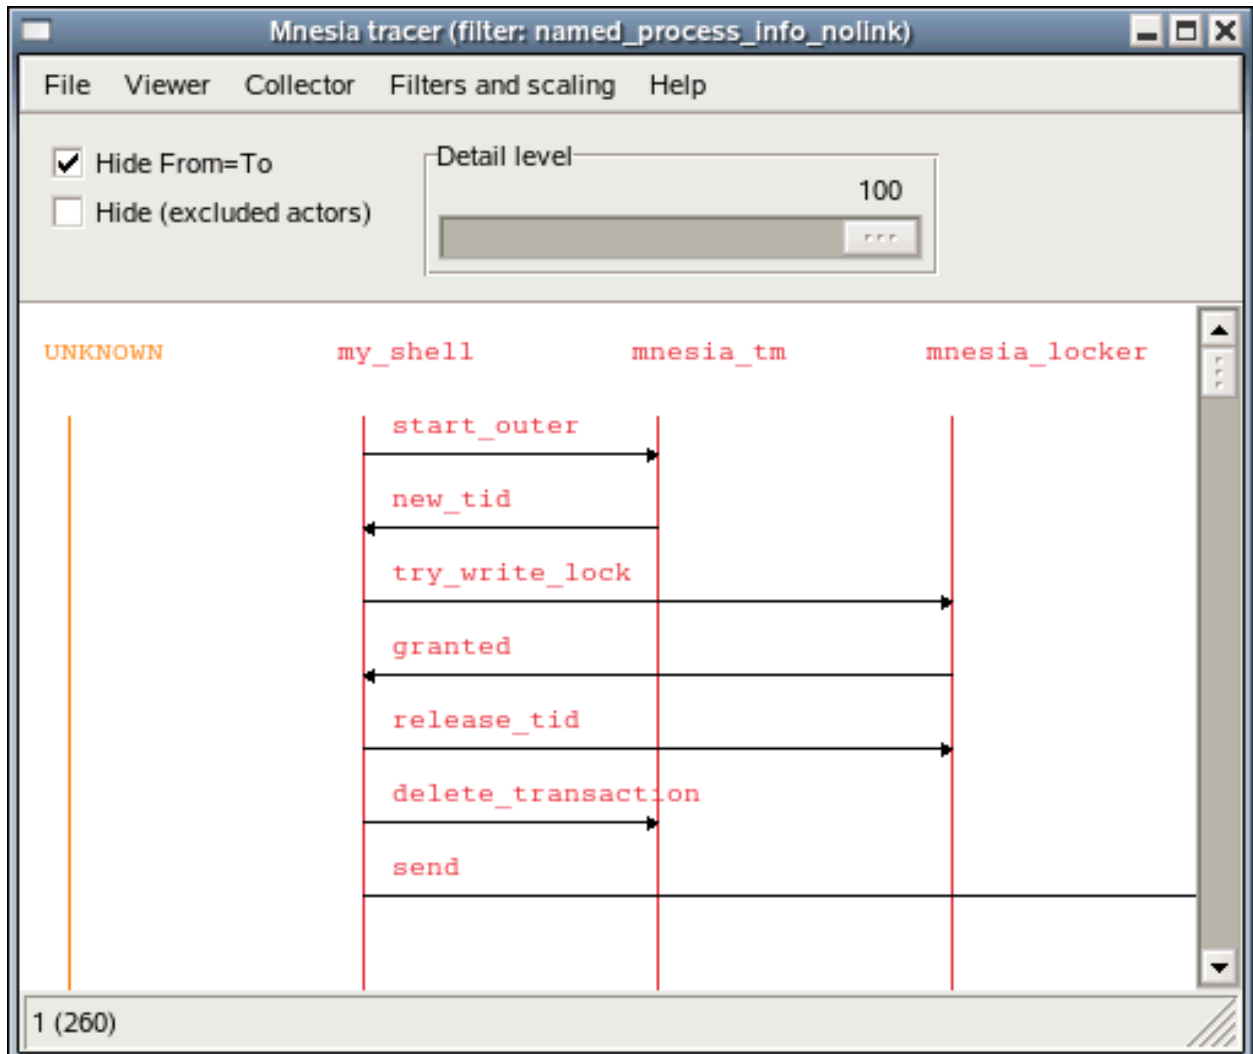 Mnesia tracer (filter: named_process_info_nolink)
File Viewer Collector Filters and scaling Help
Hide From=To
Hide (excluded actors)
Detail level
100
UNKNOWN my_shell mnesia_tm mnesia_locker
start_outer
new_tid
try_write_lock
granted
release_tid
delete_transaction
send
1 (260)